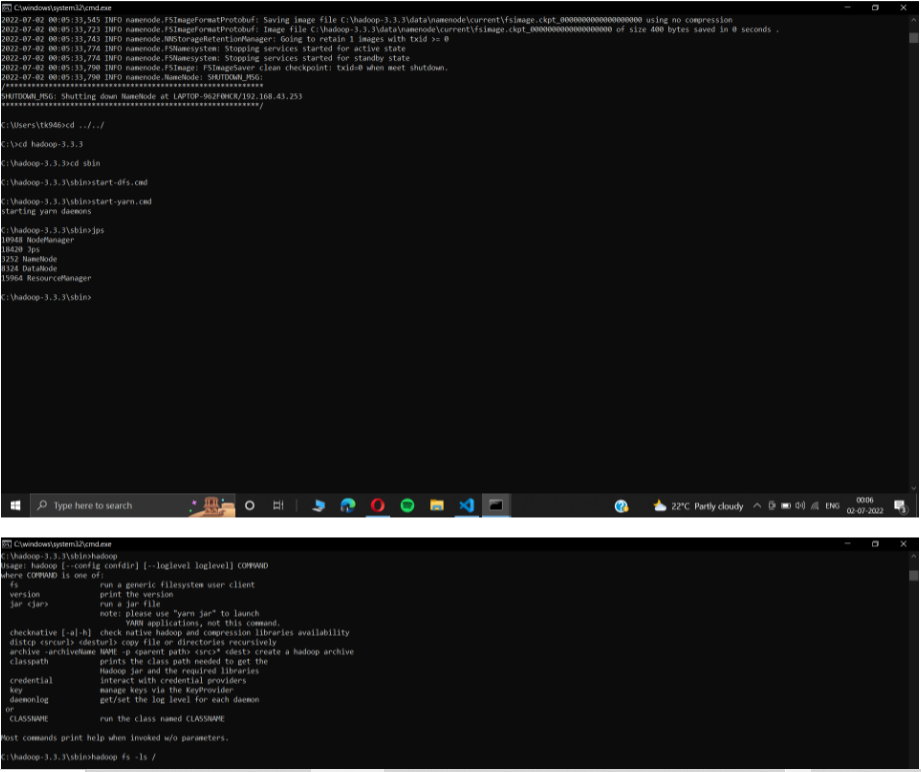 C:\windows\system32\cmd.exe
2022-07-02 00:05:33,545 INFO namenode.FSImageFormatProtobuf: Saving image file C:\hadoop-3.3.3\data\namenode\current\fsimage.ckpt_0000000000000000000 using no compression
2022-07-02 00:05:33,723 INFO namenode.FSImageFormatProtobuf: Image file C:\hadoop-3.3.3\data\namenode\current\fsimage.ckpt_0000000000000000000 of size 400 bytes saved in 0 seconds .
2022-07-02 00:05:33,743 INFO namenode.NNStorageRetentionManager: Going to retain 1 images with txid >= 0
2022-07-02 00:05:33,774 INFO namenode.FSNamesystem: Stopping services started for active state
2022-07-02 00:05:33,774 INFO namenode.FSNamesystem: Stopping services started for standby state
2022-07-02 00:05:33,790 INFO namenode.FSImage: FSImageSaver clean checkpoint: txid=0 when meet shutdown.
2022-07-02 00:05:33,790 INFO namenode.NameNode: SHUTDOWN_MSG:
/************************************************************
SHUTDOWN_MSG: Shutting down NameNode at LAPTOP-962F0HCR/192.168.43.253
************************************************************/
C:\Users\tk946>cd ../../
C:\>cd hadoop-3.3.3
C:\hadoop-3.3.3>cd sbin
C:\hadoop-3.3.3\sbin>start-dfs.cmd
C:\hadoop-3.3.3\sbin>start-yarn.cmd
starting yarn daemons
C:\hadoop-3.3.3\sbin>jps
10948 NodeManager
18420 Jps
3252 NameNode
8324 DataNode
15964 ResourceManager
C:\hadoop-3.3.3\sbin>
Type here to search
22°C Partly cloudy
ENG
00:06
02-07-2022
C:\windows\system32\cmd.exe
C:\hadoop-3.3.3\sbin>hadoop
Usage: hadoop [--config confdir] [--loglevel loglevel] COMMAND
where COMMAND is one of:
fs run a generic filesystem user client
version print the version
jar <jar> run a jar file
note: please use "yarn jar" to launch
YARN applications, not this command.
checknative [-a|-h] check native hadoop and compression libraries availability
distcp <srcurl> <desturl> copy file or directories recursively
archive -archiveName NAME -p <parent path> <src>* <dest> create a hadoop archive
classpath prints the class path needed to get the
Hadoop jar and the required libraries
credential interact with credential providers
key manage keys via the KeyProvider
daemonlog get/set the log level for each daemon
or
CLASSNAME run the class named CLASSNAME
Most commands print help when invoked w/o parameters.
C:\hadoop-3.3.3\sbin>hadoop fs -ls /